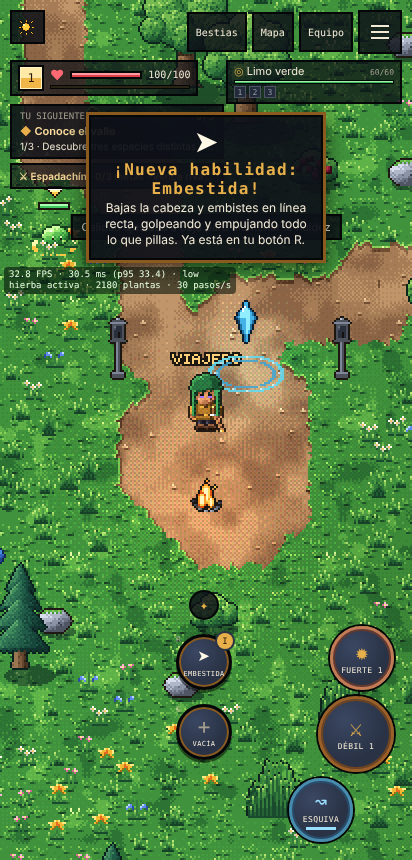 Bestias
Mapa
Equipo
1
100/100
Limo verde
60/60
1 2 3
TU SIGUIENTE
Conoce el valle
1/3 · Descubre tres especies distintas
Espadachín
¡Nueva habilidad:
Embestida!
Bajas la cabeza y embistes en línea
recta, golpeando y empujando todo
lo que pillas. Ya está en tu botón R.
32.8 FPS · 30.5 ms (p95 33.4) · low
hierba activa · 2180 plantas · 30 pasos/s
VIAJERO
I
EMBESTIDA
VACÍA
FUERTE 1
DÉBIL 1
ESQUIVA